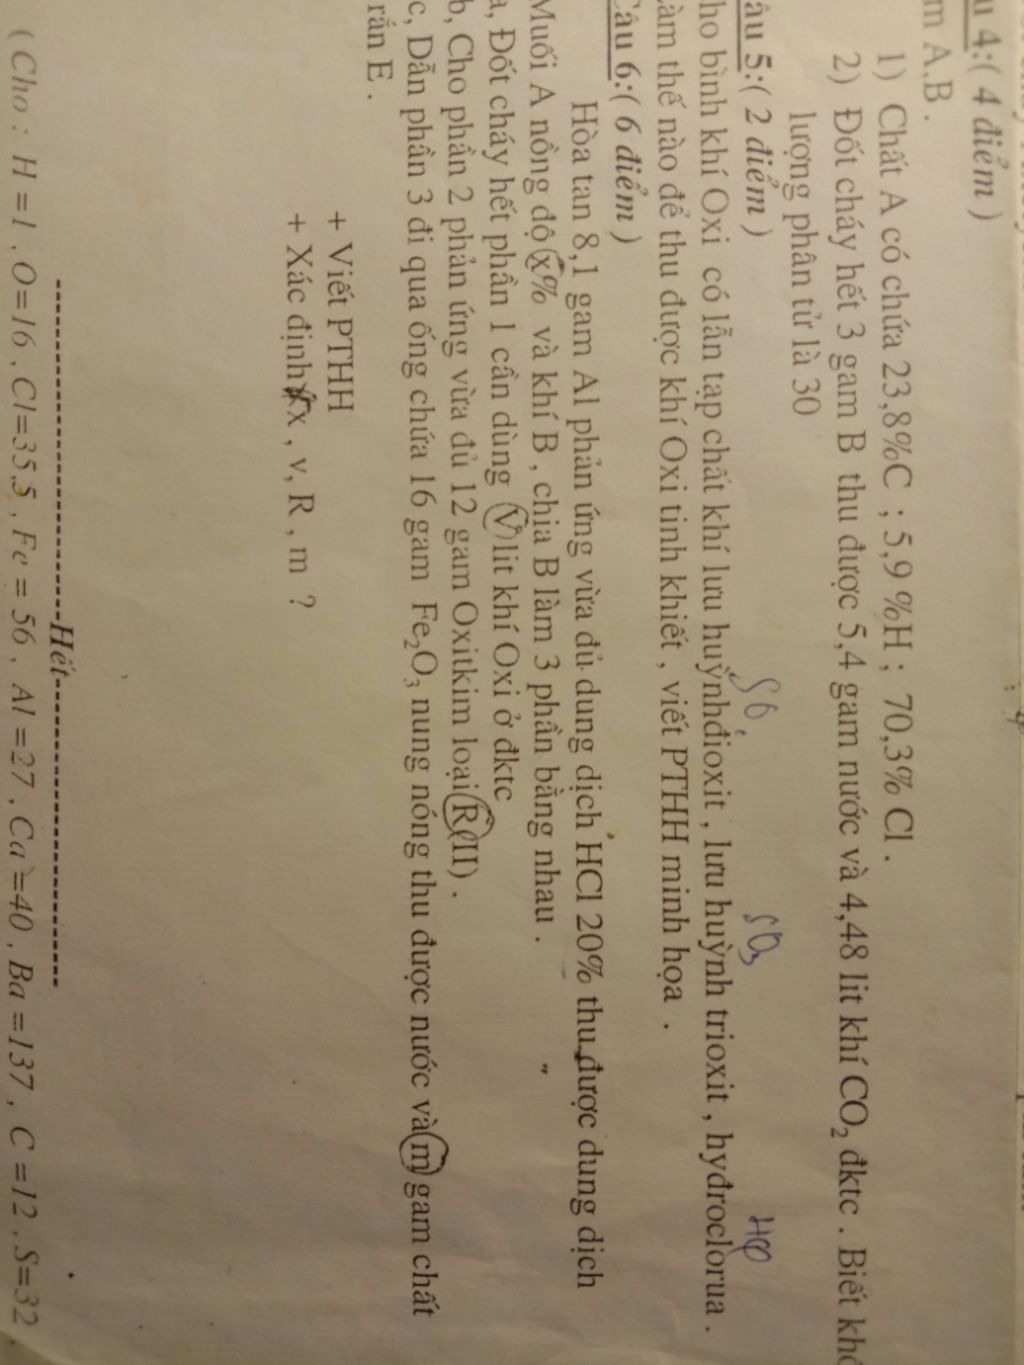 u 4:( 4 điểm )
m A,B .
1) Chất A có chứa 23,8%C ; 5,9 %H ; 70,3% Cl .
2) Đốt cháy hết 3 gam B thu được 5,4 gam nước và 4,48 lit khí CO2 đktc . Biết khố
lượng phân tử là 30
âu 5:( 2 điểm )
SO3
HCl
ho bình khí Oxi có lẫn tạp chất khí lưu huỳnhđioxit , lưu huỳnh trioxit , hyđroclorua .
àm thế nào để thu được khí Oxi tinh khiết , viết PTHH minh họa .
Câu 6:( 6 điểm )
Hòa tan 8,1 gam Al phản ứng vừa đủ dung dịch HCl 20% thu được dung dịch
Muối A nồng độ x% và khí B , chia B làm 3 phần bằng nhau .
a, Đốt cháy hết phần 1 cần dùng V lit khí Oxi ở đktc
b, Cho phần 2 phản ứng vừa đủ 12 gam Oxitkim loại R(II) .
c, Dẫn phần 3 đi qua ống chứa 16 gam Fe2O3 nung nóng thu được nước và m gam chất
rắn E .
+ Viết PTHH
+ Xác định x , v, R , m ?
Hết
( Cho : H =1 , O=16 , Cl=35,5 , Fe = 56 , Al =27 , Ca =40 , Ba =137 , C =12 , S=32